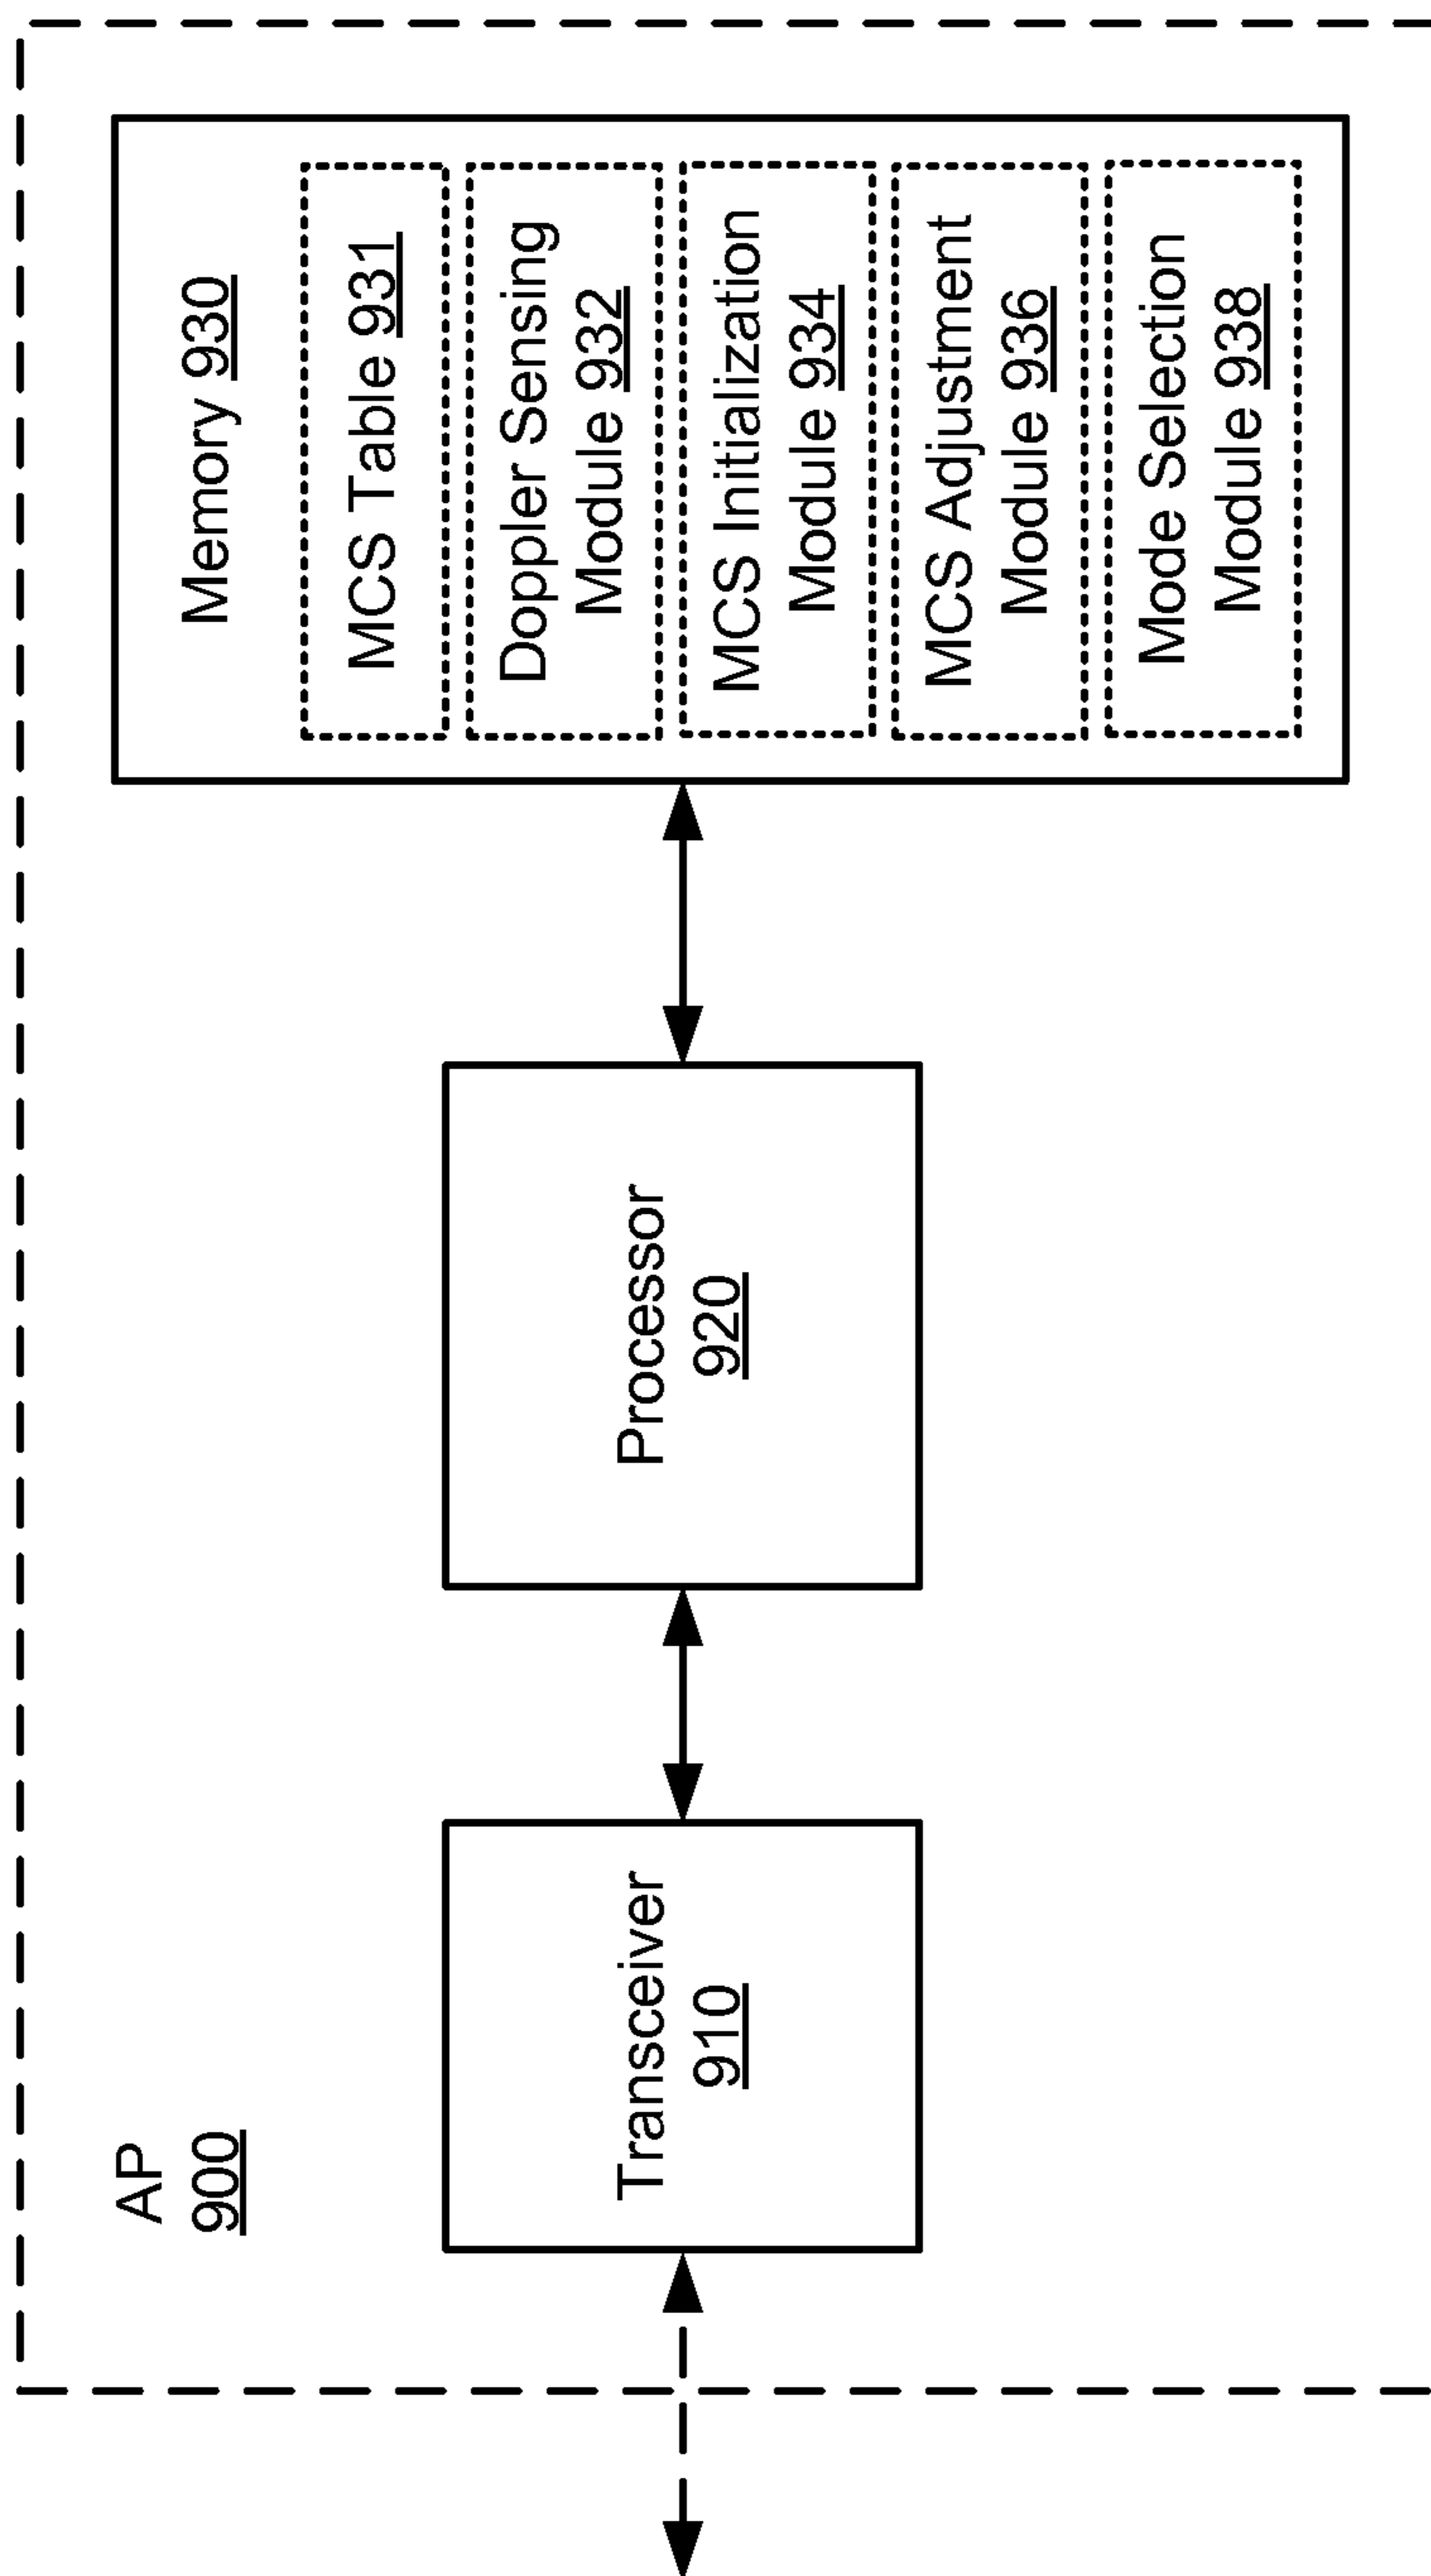 AP
900
Transceiver
910
Processor
920
Memory 930
MCS Table 931
Doppler Sensing
Module 932
MCS Initialization
Module 934
MCS Adjustment
Module 936
Mode Selection
Module 938